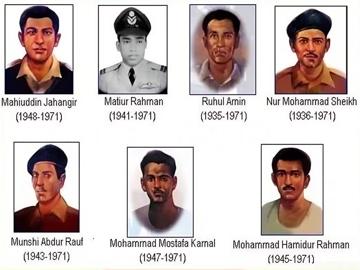 Mahiuddin Jahangir
(1948-1971)
Matiur Rahman
(1941-1971)
Ruhul Amin
(1935-1971)
Nur Mohammad Sheikh
(1936-1971)
Munshi Abdur Rauf
(1943-1971)
Mohammad Mostafa Kamal
(1947-1971)
Mohammad Hamidur Rahman
(1945-1971)